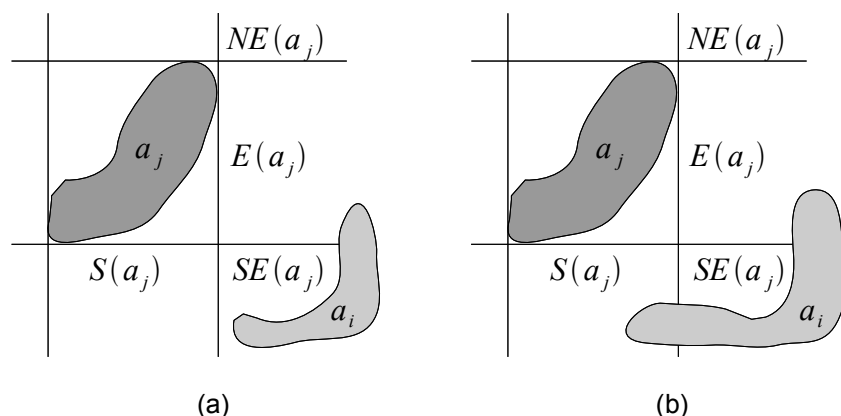 NE(a_j) NE(a_j)
a_j E(a_j) a_j E(a_j)
S(a_j) SE(a_j) S(a_j) SE(a_j)
a_i a_i
(a) (b)